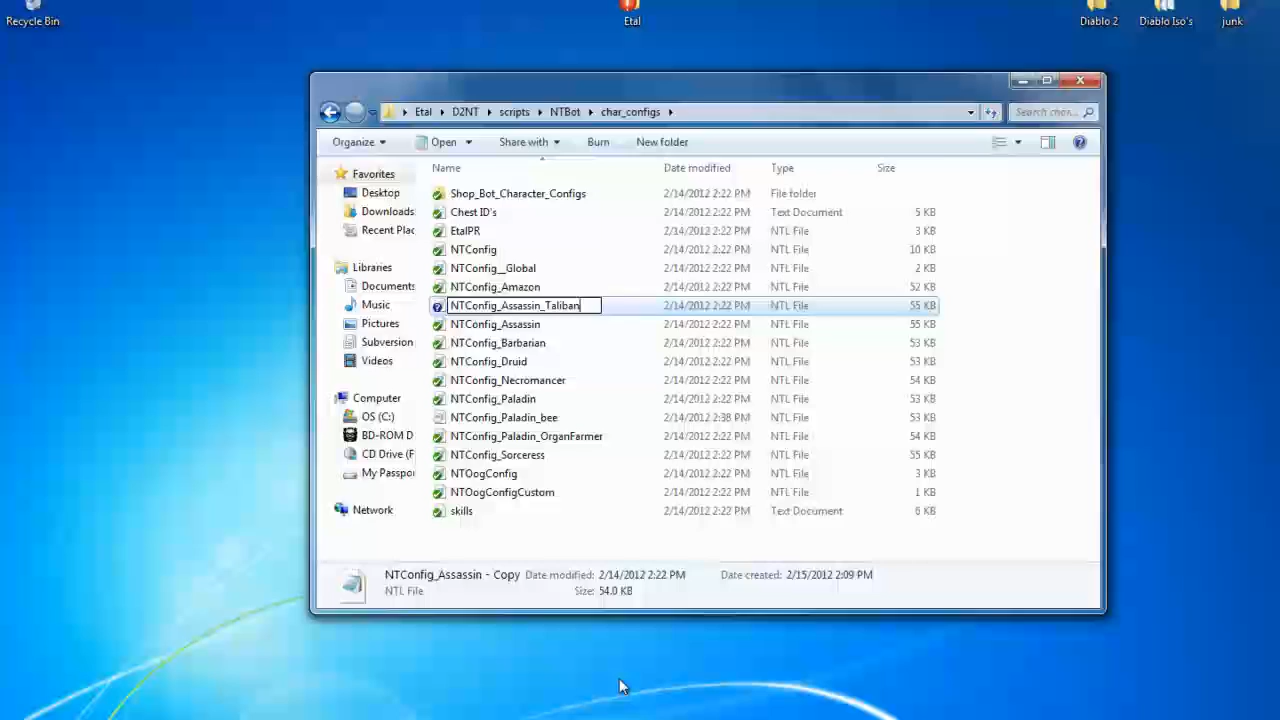 Recycle Bin
Etal
Diablo 2
Diablo Iso's
junk
Etal D2NT scripts NTBot char_configs
Search char...
Organize Open Share with Burn New folder
Name Date modified Type Size
Favorites
Desktop
Downloads
Recent Plac
Libraries
Documents
Music
Pictures
Subversion
Videos
Computer
OS (C:)
BD-ROM D
CD Drive (F
My Passpo
Network
Shop_Bot_Character_Configs 2/14/2012 2:22 PM File folder
Chest ID's 2/14/2012 2:22 PM Text Document 5 KB
EtalPR 2/14/2012 2:22 PM NTL File 3 KB
NTConfig 2/14/2012 2:22 PM NTL File 10 KB
NTConfig__Global 2/14/2012 2:22 PM NTL File 2 KB
NTConfig_Amazon 2/14/2012 2:22 PM NTL File 52 KB
NTConfig_Assassin_Taliban 2/14/2012 2:22 PM NTL File 55 KB
NTConfig_Assassin 2/14/2012 2:22 PM NTL File 55 KB
NTConfig_Barbarian 2/14/2012 2:22 PM NTL File 53 KB
NTConfig_Druid 2/14/2012 2:22 PM NTL File 53 KB
NTConfig_Necromancer 2/14/2012 2:22 PM NTL File 54 KB
NTConfig_Paladin 2/14/2012 2:22 PM NTL File 53 KB
NTConfig_Paladin_bee 2/14/2012 2:38 PM NTL File 53 KB
NTConfig_Paladin_OrganFarmer 2/14/2012 2:22 PM NTL File 54 KB
NTConfig_Sorceress 2/14/2012 2:22 PM NTL File 55 KB
NTOogConfig 2/14/2012 2:22 PM NTL File 3 KB
NTOogConfigCustom 2/14/2012 2:22 PM NTL File 1 KB
skills 2/14/2012 2:22 PM Text Document 6 KB
NTConfig_Assassin - Copy Date modified: 2/14/2012 2:22 PM Date created: 2/15/2012 2:09 PM
NTL File Size: 54.0 KB